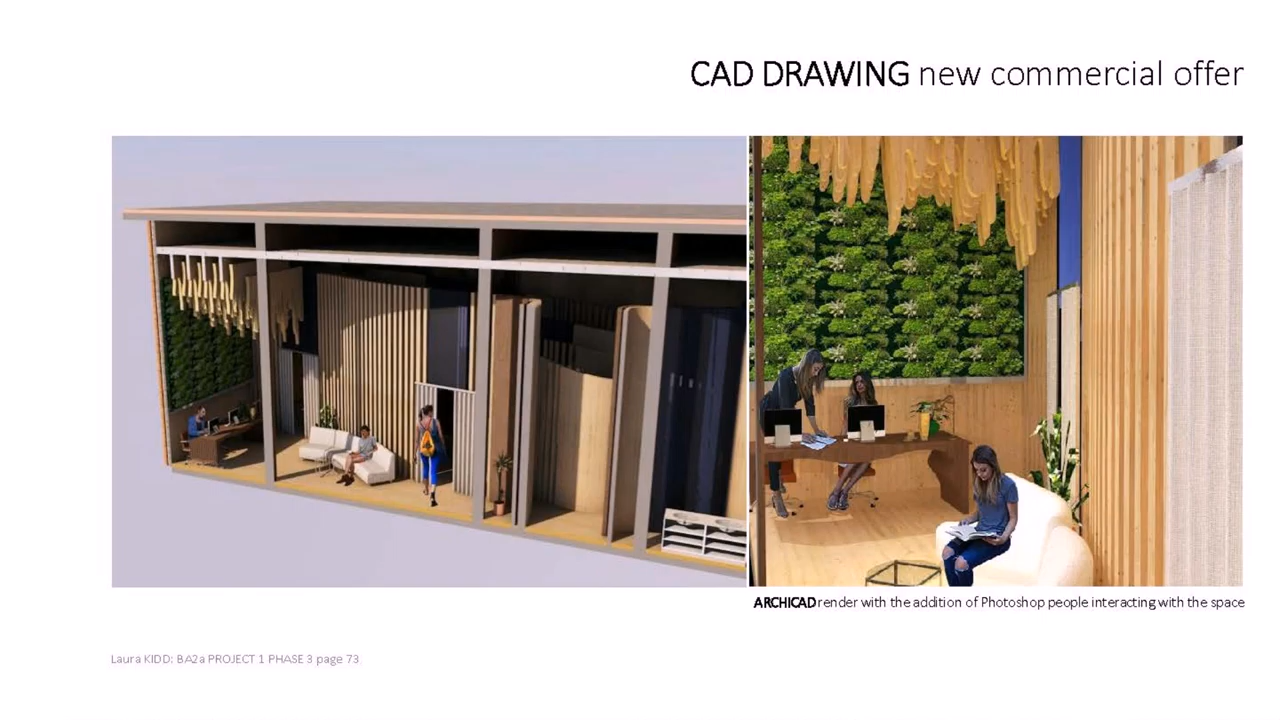 CAD DRAWING new commercial offer
ARCHICAD render with the addition of Photoshop people interacting with the space
Laura KIDD: BA2a PROJECT 1 PHASE 3 page 73.